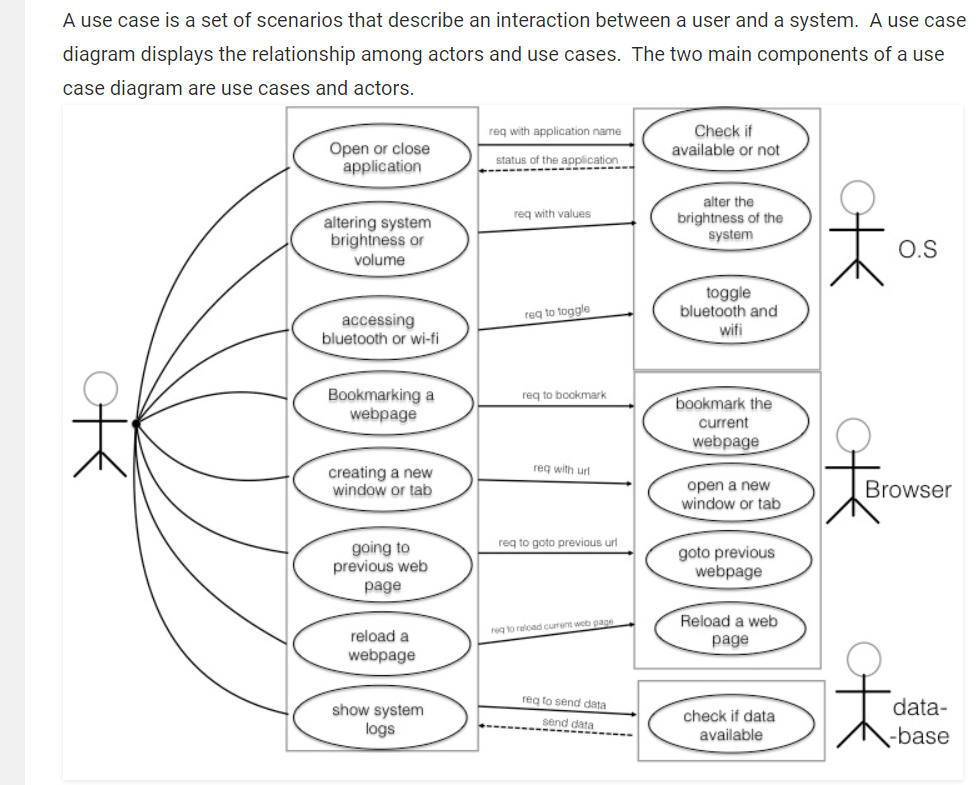 A use case is a set of scenarios that describe an interaction between a user and a system.  A use case
diagram displays the relationship among actors and use cases.  The two main components of a use
case diagram are use cases and actors.
Open or close
application
req with application name
status of the application
Check if
available or not
altering system
brightness or
volume
req with values
alter the
brightness of the
system
O.S
accessing
bluetooth or wi-fi
req to toggle
toggle
bluetooth and
wifi
Bookmarking a
webpage
req to bookmark
bookmark the
current
webpage
creating a new
window or tab
req with url
open a new
window or tab
Browser
going to
previous web
page
req to goto previous url
goto previous
webpage
reload a
webpage
req to reload current web page
Reload a web
page
show system
logs
req to send data
send data
check if data
available
data-
-base